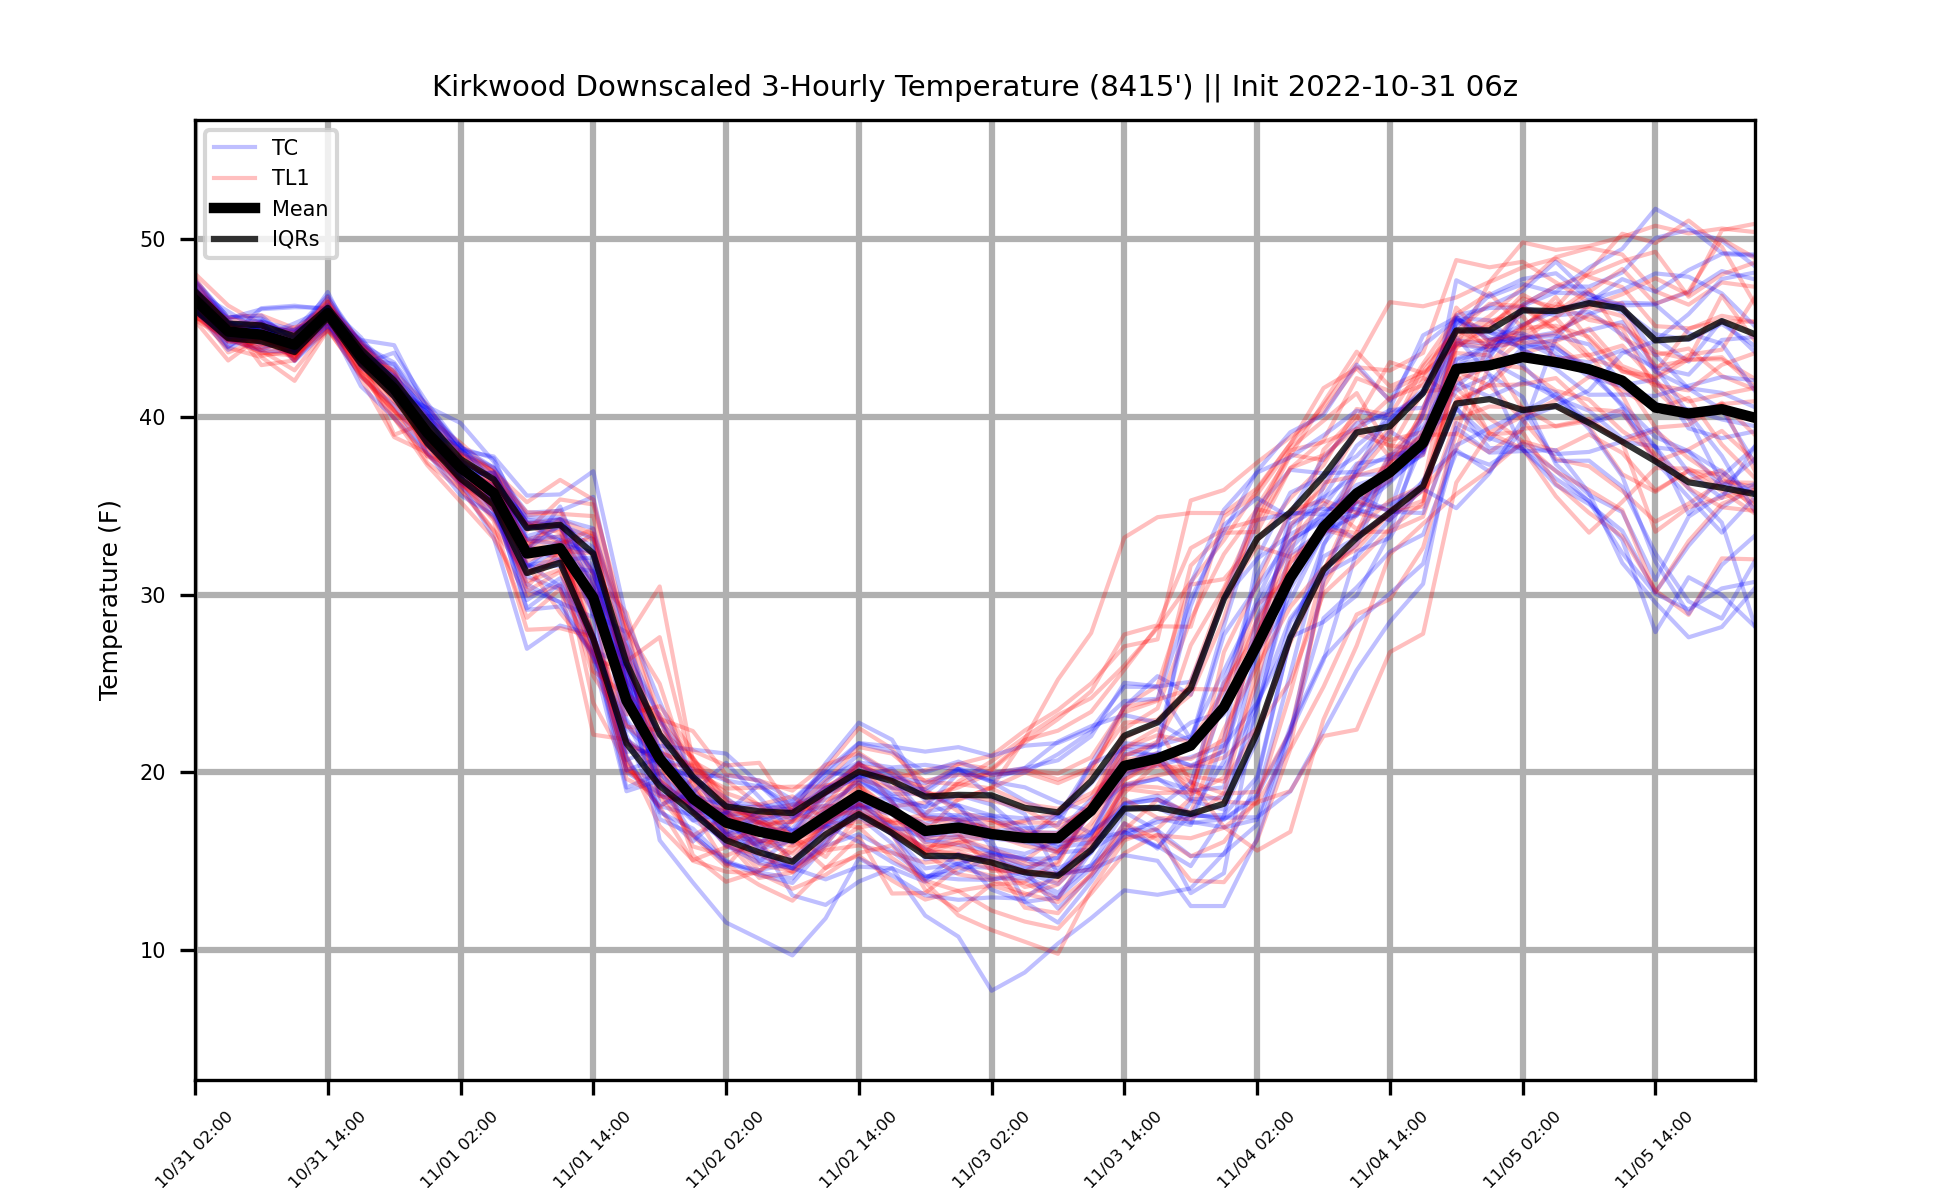 Kirkwood Downscaled 3-Hourly Temperature (8415') || Init 2022-10-31 06z
TC
TL1
Mean
IQRs
Temperature (F)
50
40
30
20
10
10/31 02:00
10/31 14:00
11/01 02:00
11/01 14:00
11/02 02:00
11/02 14:00
11/03 02:00
11/03 14:00
11/04 02:00
11/04 14:00
11/05 02:00
11/05 14:00